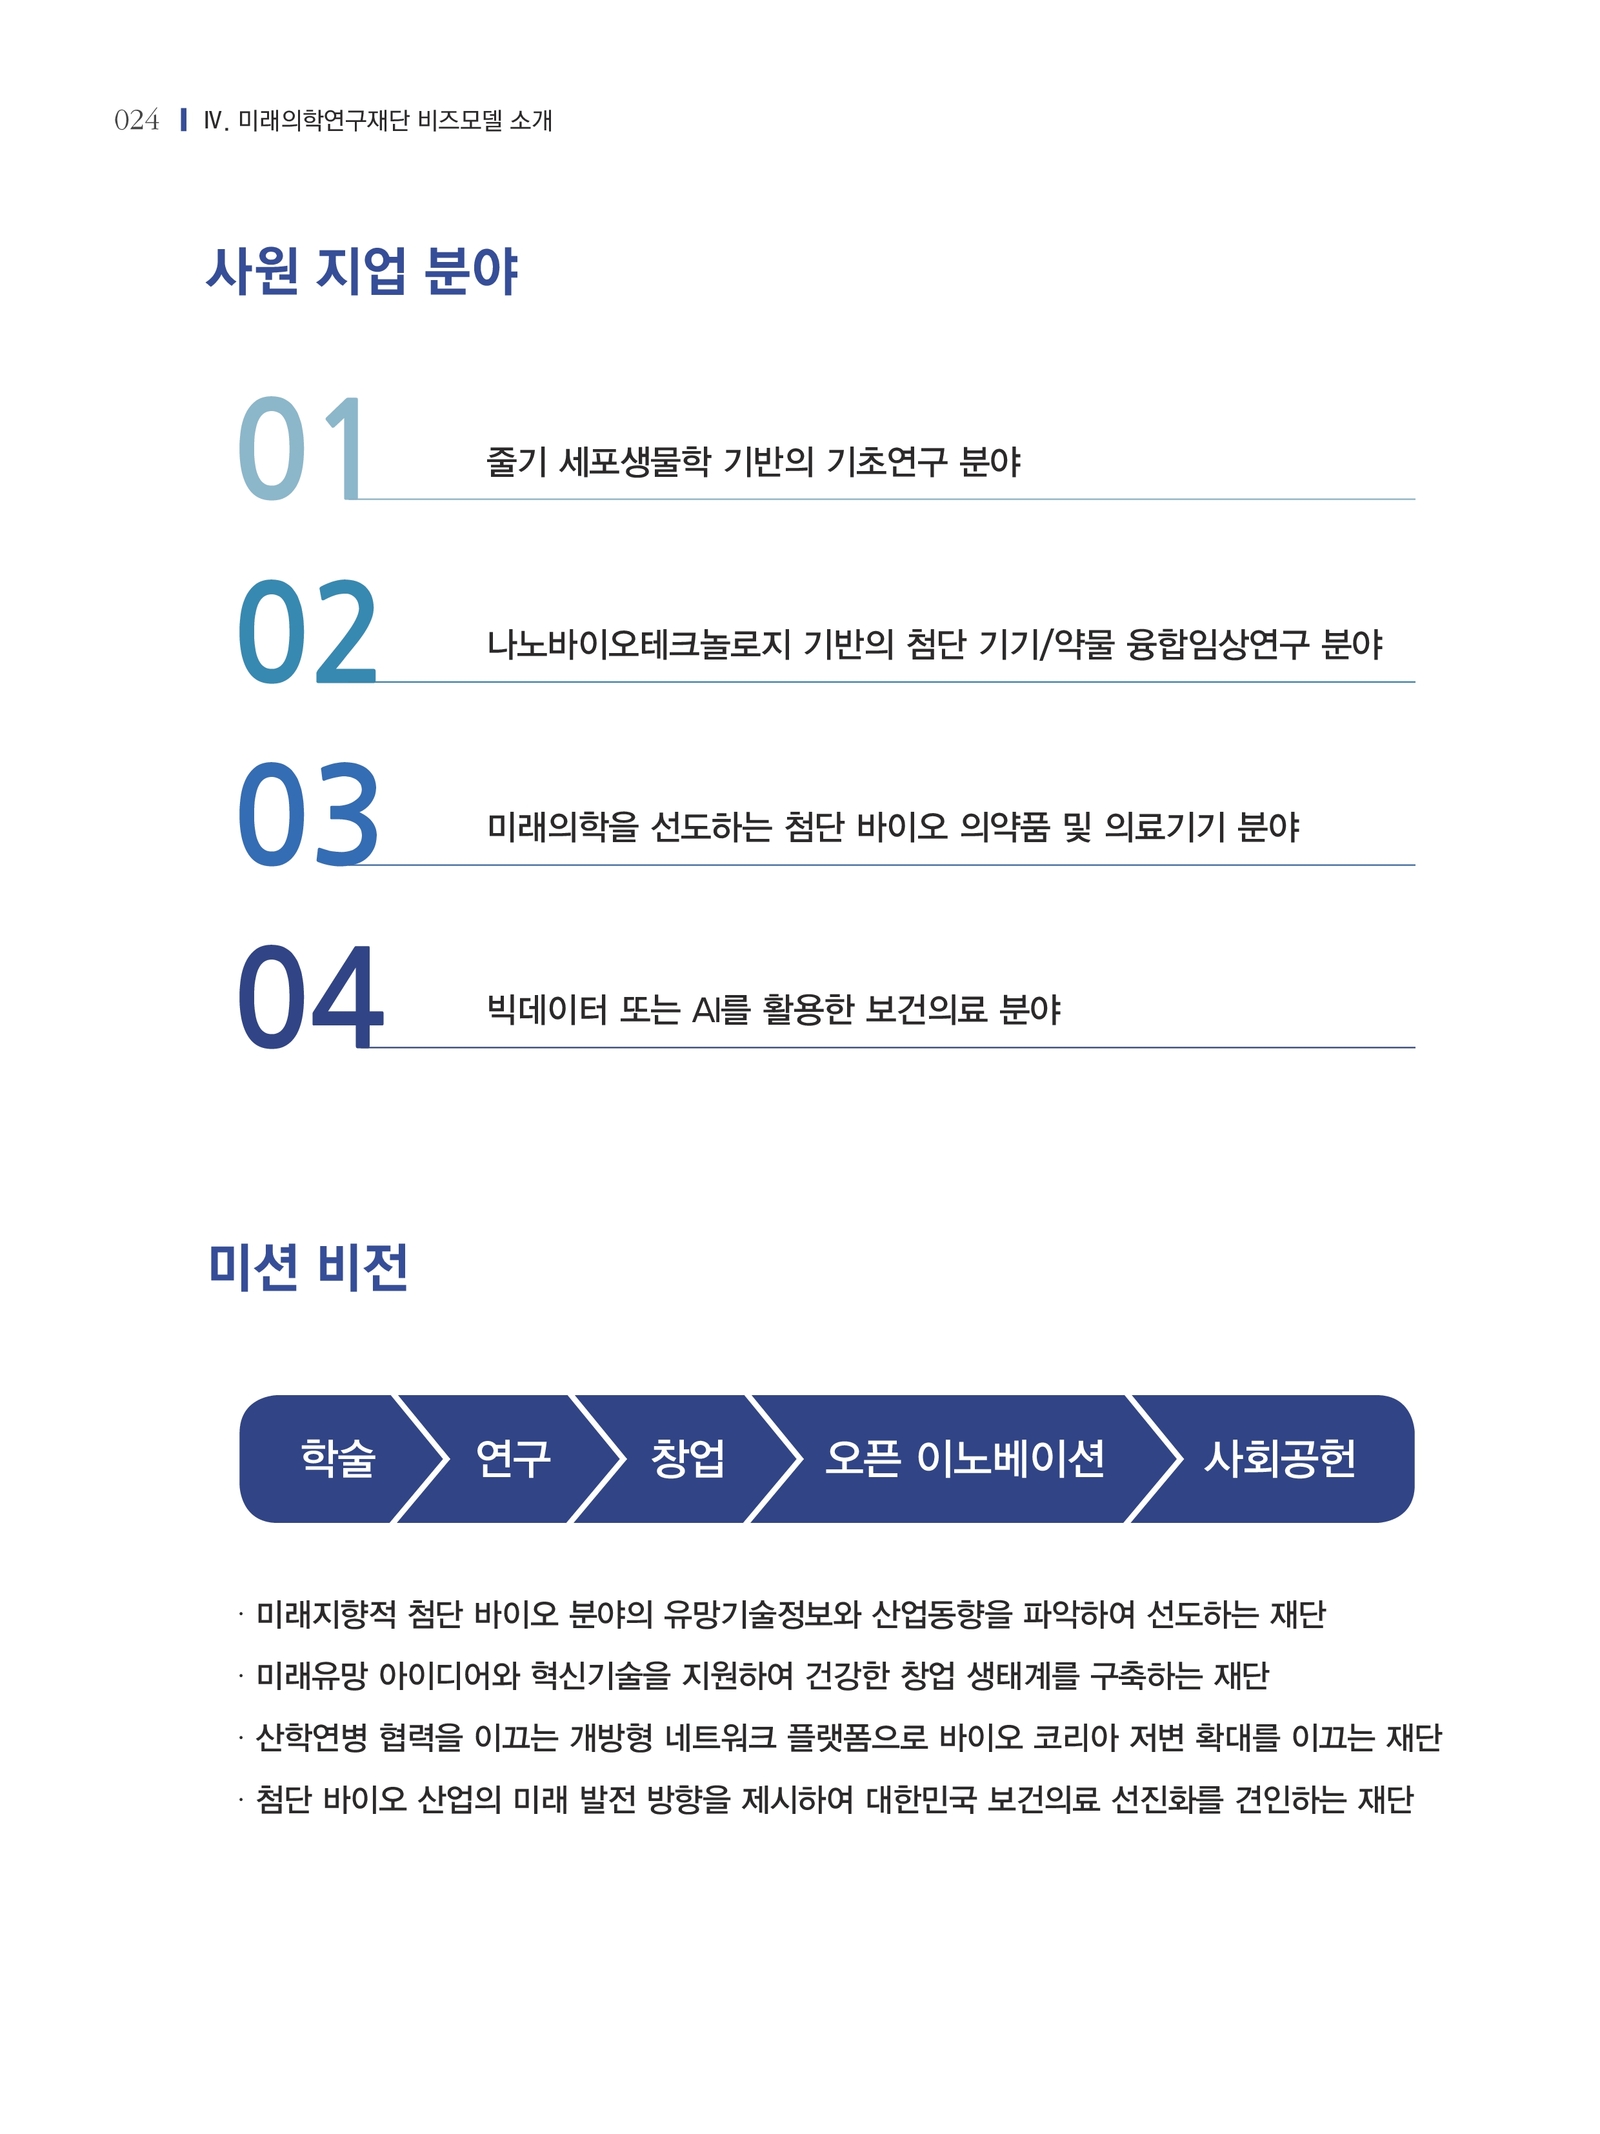 024 Ⅳ. 미래의학연구재단 비즈모델 소개
사원 지업 분야
01 줄기 세포생물학 기반의 기초연구 분야
02 나노바이오테크놀로지 기반의 첨단 기기/약물 융합임상연구 분야
03 미래의학을 선도하는 첨단 바이오 의약품 및 의료기기 분야
04 빅데이터 또는 AI를 활용한 보건의료 분야
미션 비전
학술 연구 창업 오픈 이노베이션 사회공헌
· 미래지향적 첨단 바이오 분야의 유망기술정보와 산업동향을 파악하여 선도하는 재단
· 미래유망 아이디어와 혁신기술을 지원하여 건강한 창업 생태계를 구축하는 재단
· 산학연병 협력을 이끄는 개방형 네트워크 플랫폼으로 바이오 코리아 저변 확대를 이끄는 재단
· 첨단 바이오 산업의 미래 발전 방향을 제시하여 대한민국 보건의료 선진화를 견인하는 재단